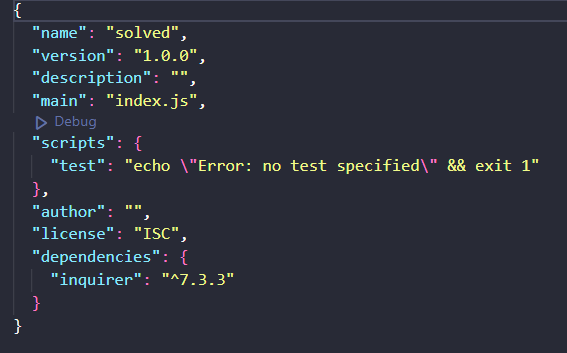 {
"name": "solved",
"version": "1.0.0",
"description": "",
"main": "index.js",
Debug
"scripts": {
"test": "echo \"Error: no test specified\" && exit 1"
},
"author": "",
"license": "ISC",
"dependencies": {
"inquirer": "^7.3.3"
}
}